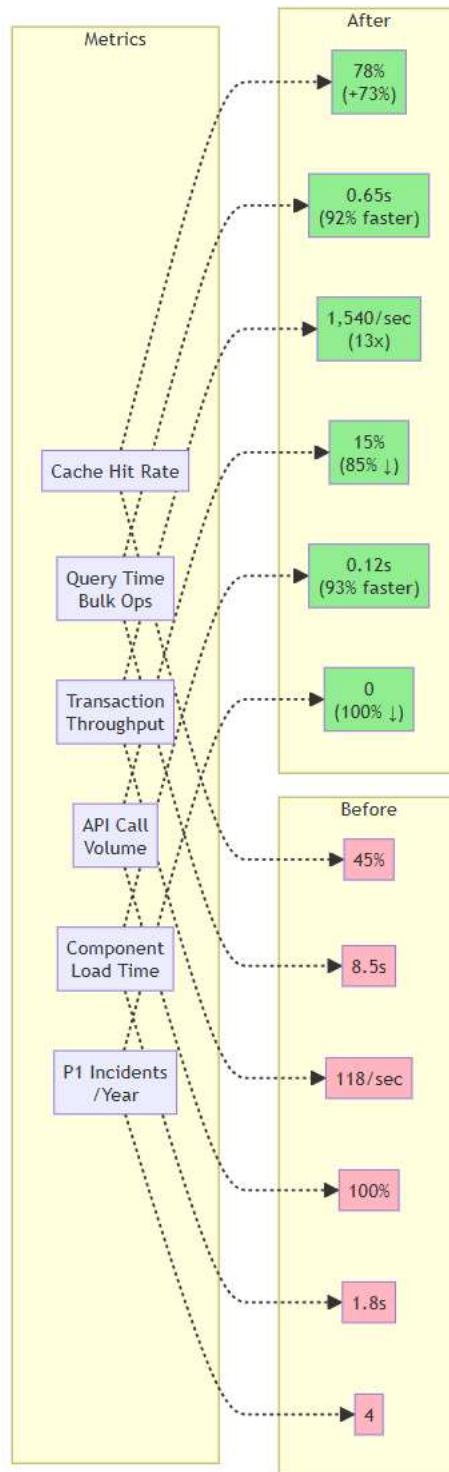 Metrics
Cache Hit Rate
Query Time
Bulk Ops
Transaction
Throughput
API Call
Volume
Component
Load Time
P1 Incidents
/Year
After
78%
(+73%)
0.65s
(92% faster)
1,540/sec
(13x)
15%
(85% ↓)
0.12s
(93% faster)
0
(100% ↓)
Before
45%
8.5s
118/sec
100%
1.8s
4